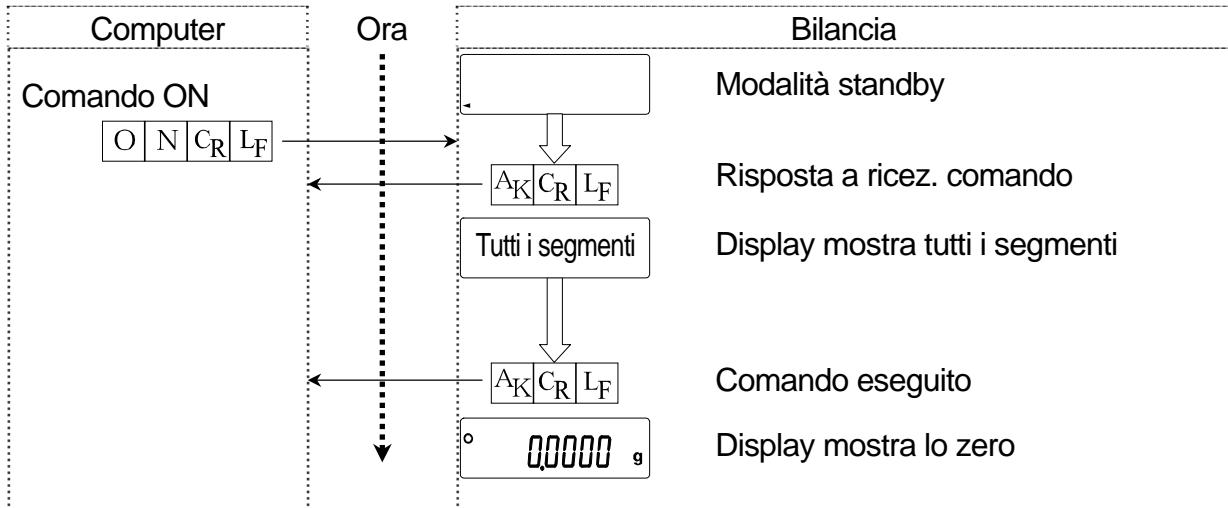 Computer Ora Bilancia
Modalità standby
Comando ON
O N CR LF
AK CR LF Risposta a ricez. comando
Tutti i segmenti Display mostra tutti i segmenti
AK CR LF Comando eseguito
0.0000 g Display mostra lo zero